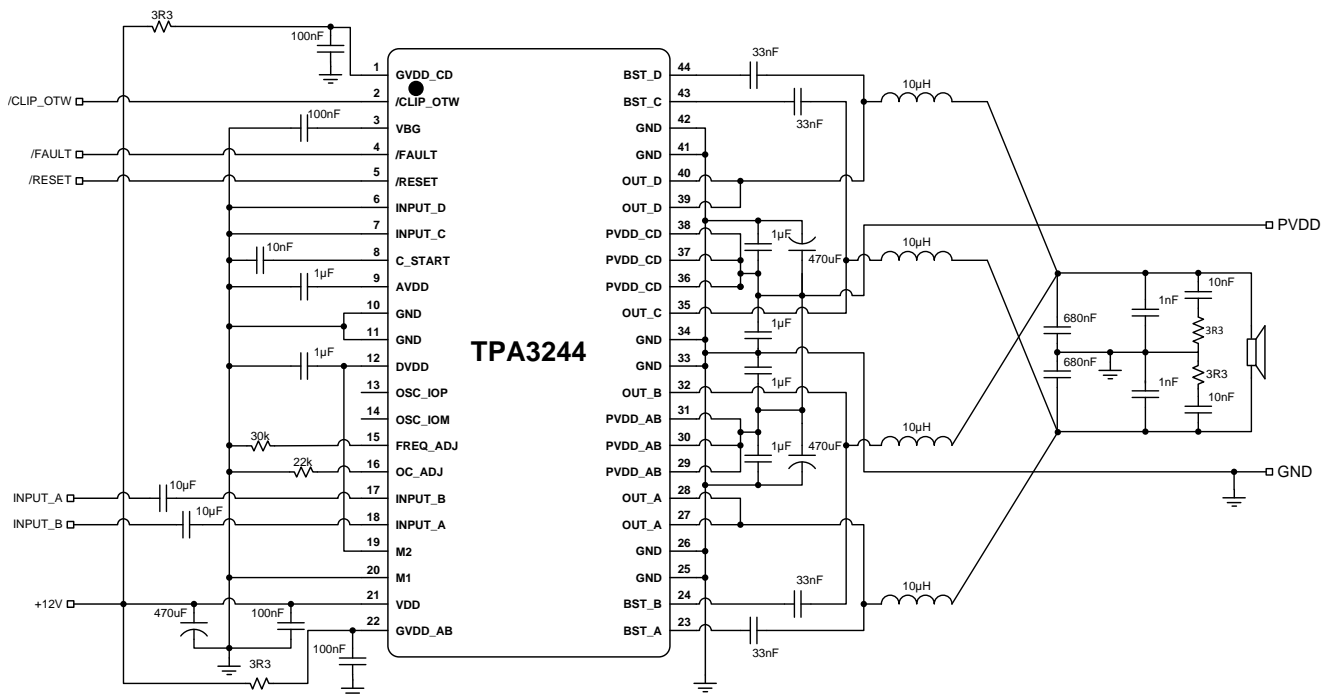 3R3
100nF
1 GVDD_CD
/CLIP_OTW 2 /CLIP_OTW
100nF
3 VBG
/FAULT 4 /FAULT
/RESET 5 /RESET
6 INPUT_D
7 INPUT_C
10nF
8 C_START
1µF
9 AVDD
10 GND
11 GND
1µF
12 DVDD
13 OSC_IOP
14 OSC_IOM
30k
15 FREQ_ADJ
22k
16 OC_ADJ
INPUT_A 10µF 17 INPUT_B
INPUT_B 10µF 18 INPUT_A
19 M2
20 M1
+12V 21 VDD
470uF
100nF
22 GVDD_AB
3R3
100nF
TPA3244
BST_D 44
33nF
BST_C 43
33nF
GND 42
GND 41
OUT_D 40
OUT_D 39
PVDD_CD 38
PVDD_CD 37
PVDD_CD 36
OUT_C 35
GND 34
GND 33
OUT_B 32
PVDD_AB 31
PVDD_AB 30
PVDD_AB 29
OUT_A 28
OUT_A 27
GND 26
GND 25
BST_B 24
33nF
BST_A 23
33nF
1µF
470uF
1µF
1µF
1µF
470uF
10µH
10µH
10µH
10µH
PVDD
680nF
680nF
1nF
1nF
10nF
3R3
3R3
10nF
GND